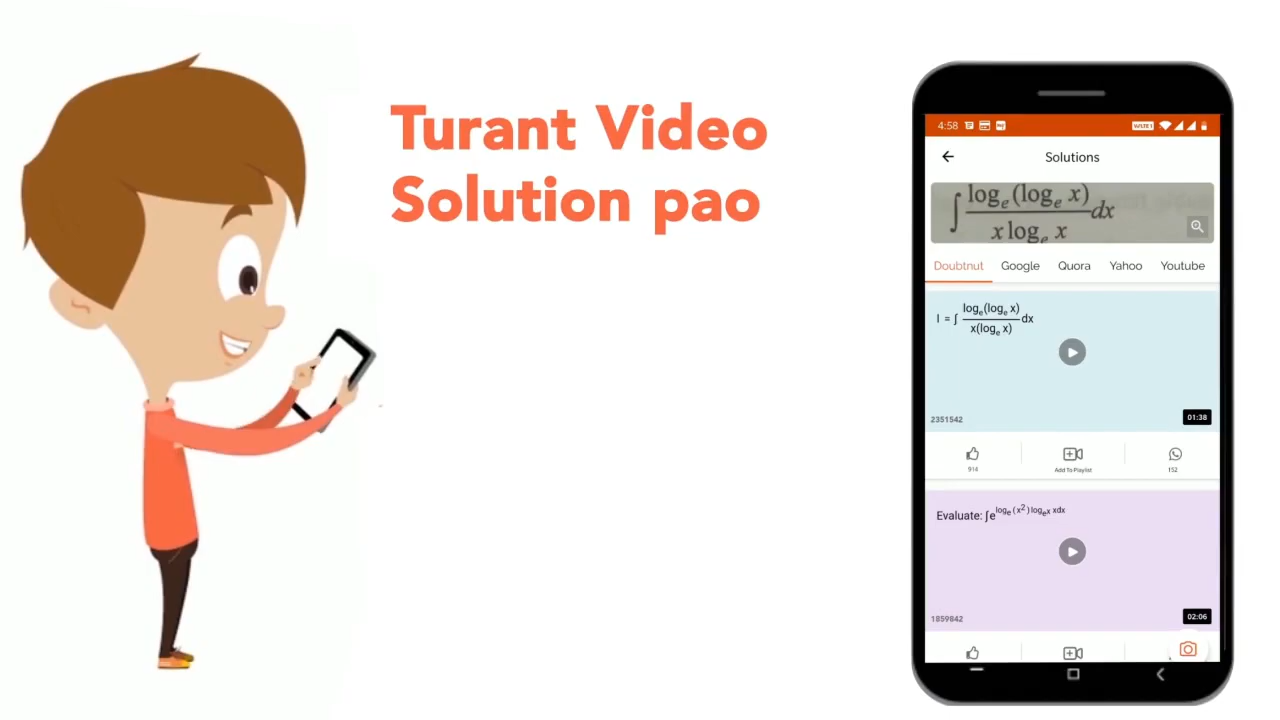 Turant Video
Solution pao
4:58
VoLTE1
Solutions
∫ logₑ(logₑ x) / x logₑ x dx
Doubtnut Google Quora Yahoo Youtube
I = ∫ logₑ(logₑ x) / x(logₑ x) dx
2351542 01:38
914 Add To Playlist 152
Evaluate: ∫e^logₑ(x²)logₑx xdx
1859842 02:06